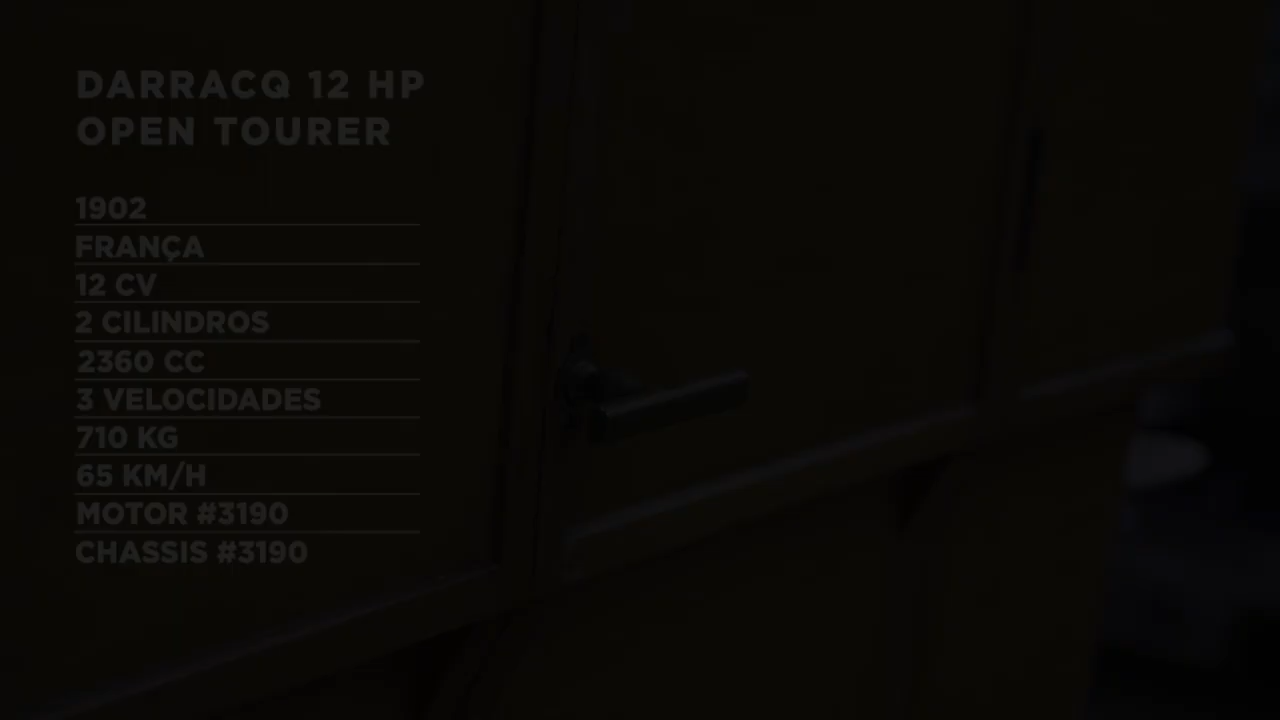 DARRACQ 12 HP
OPEN TOURER
1902
FRANÇA
12 CV
2 CILINDROS
2360 CC
3 VELOCIDADES
710 KG
65 KM/H
MOTOR #3190
CHASSIS #3190